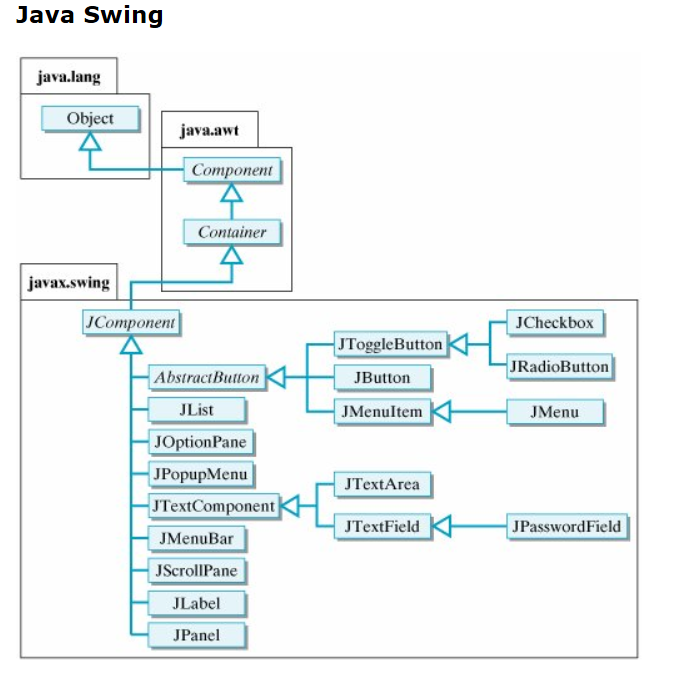 Java Swing
java.lang
Object
java.awt
Component
Container
javax.swing
JComponent
AbstractButton
JList
JOptionPane
JPopupMenu
JTextComponent
JMenuBar
JScrollPane
JLabel
JPanel
JToggleButton
JButton
JMenuItem
JCheckbox
JRadioButton
JMenu
JTextArea
JTextField
JPasswordField